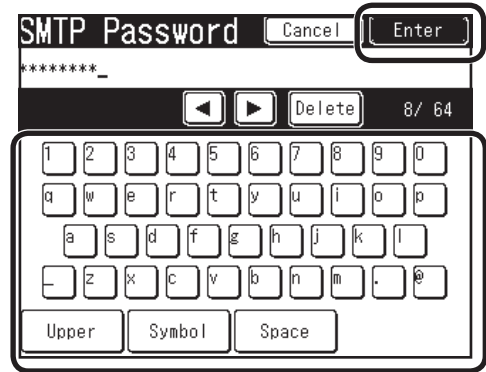 SMTP Password Cancel Enter
********_
◀ ▶ Delete 8/ 64
1 2 3 4 5 6 7 8 9 0
q w e r t y u i o p
a s d f g h j k l
_ z x c v b n m . @
Upper Symbol Space